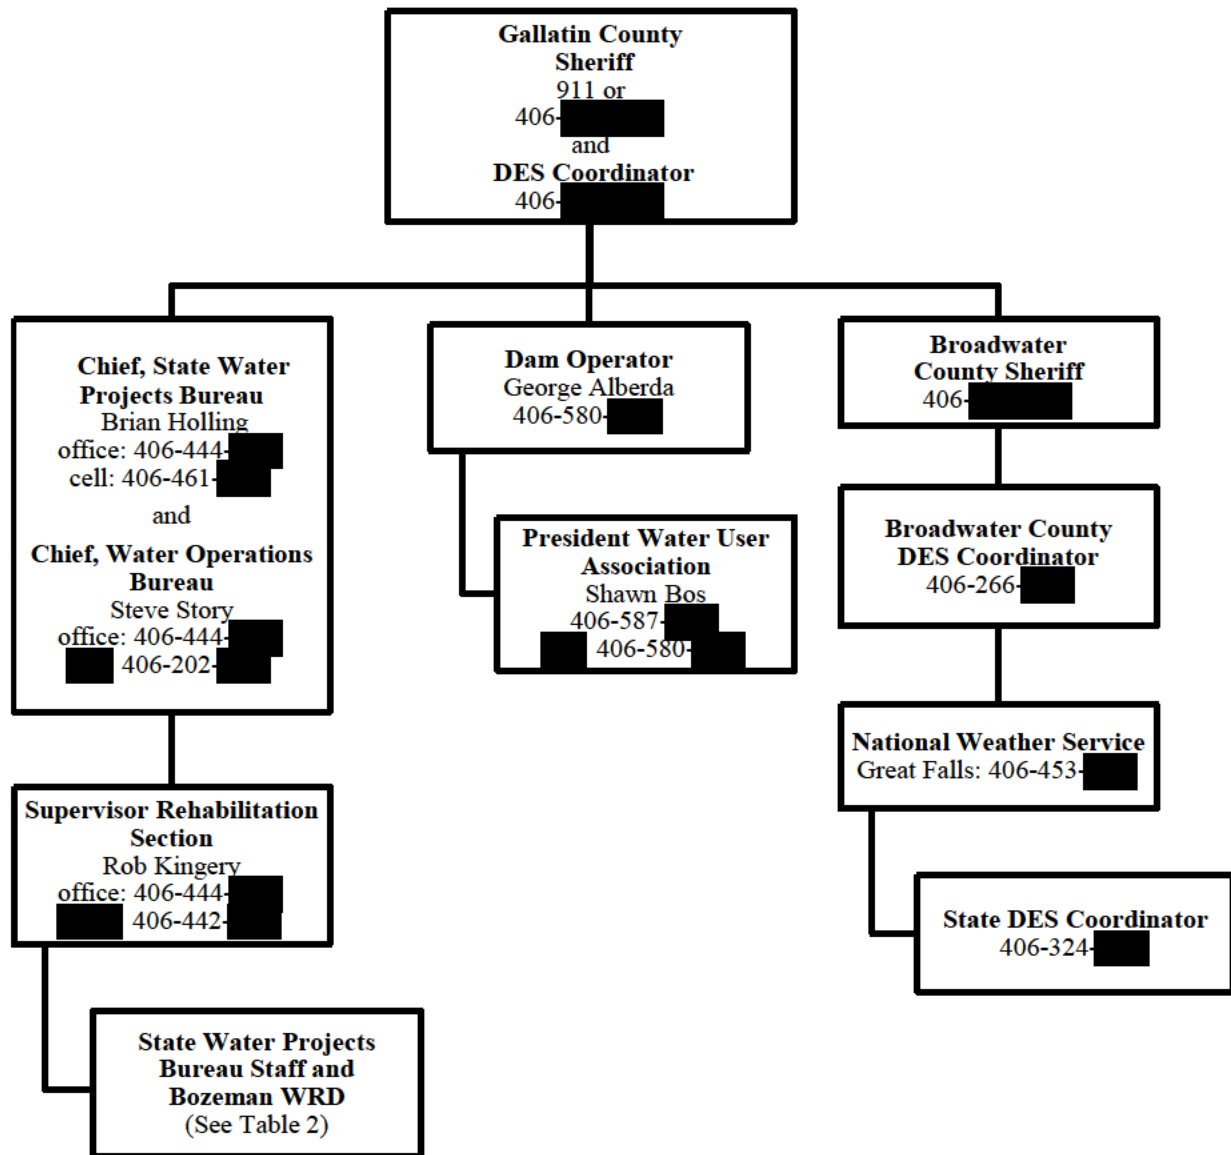 Gallatin County
Sheriff
911 or
406-
and
DES Coordinator
406-
Chief, State Water
Projects Bureau
Brian Holling
office: 406-444-
cell: 406-461-
and
Chief, Water Operations
Bureau
Steve Story
office: 406-444-
406-202-
Supervisor Rehabilitation
Section
Rob Kingery
office: 406-444-
406-442-
State Water Projects
Bureau Staff and
Bozeman WRD
(See Table 2)
Dam Operator
George Alberda
406-580-
President Water User
Association
Shawn Bos
406-587-
406-580-
Broadwater
County Sheriff
406-
Broadwater County
DES Coordinator
406-266-
National Weather Service
Great Falls: 406-453-
State DES Coordinator
406-324-